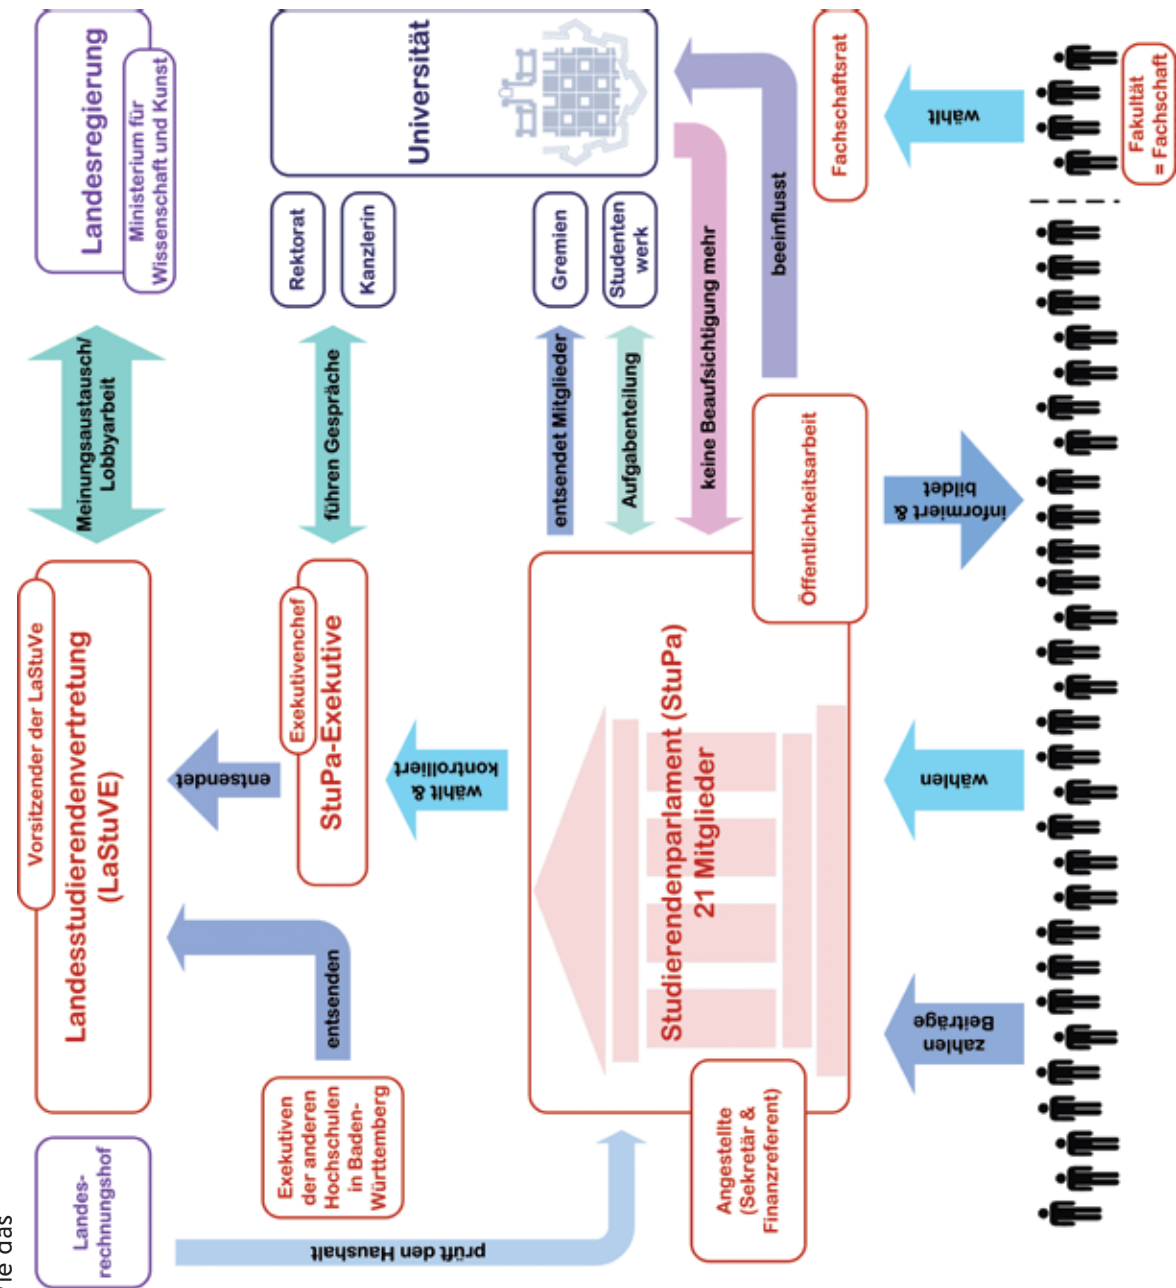 Landes-
rechnungshof
Vorsitzender der LaStuVe
Landesstudierendenvertretung
(LaStuVE)
Meinungsaustausch/
Lobbyarbeit
Landesregierung
Ministerium für
Wissenschaft und Kunst
prüft den Haushalt
Exekutiven
der anderen
Hochschulen
in Baden-
Württemberg
entsenden
entsendet
Exekutivenchef
StuPa-Exekutive
führen Gespräche
Rektorat
Kanzlerin
Universität
wählt &
kontrolliert
entsendet Mitglieder
Gremien
Aufgabenteilung
Studenten
werk
keine Beaufsichtigung mehr
Studierendenparlament (StuPa)
21 Mitglieder
Angestellte
(Sekretär &
Finanzreferent)
Öffentlichkeitsarbeit
beeinflusst
Fachschaftsrat
zahlen
Beiträge
wählen
informiert &
bildet
wählt
Fakultät
= Fachschaft
das